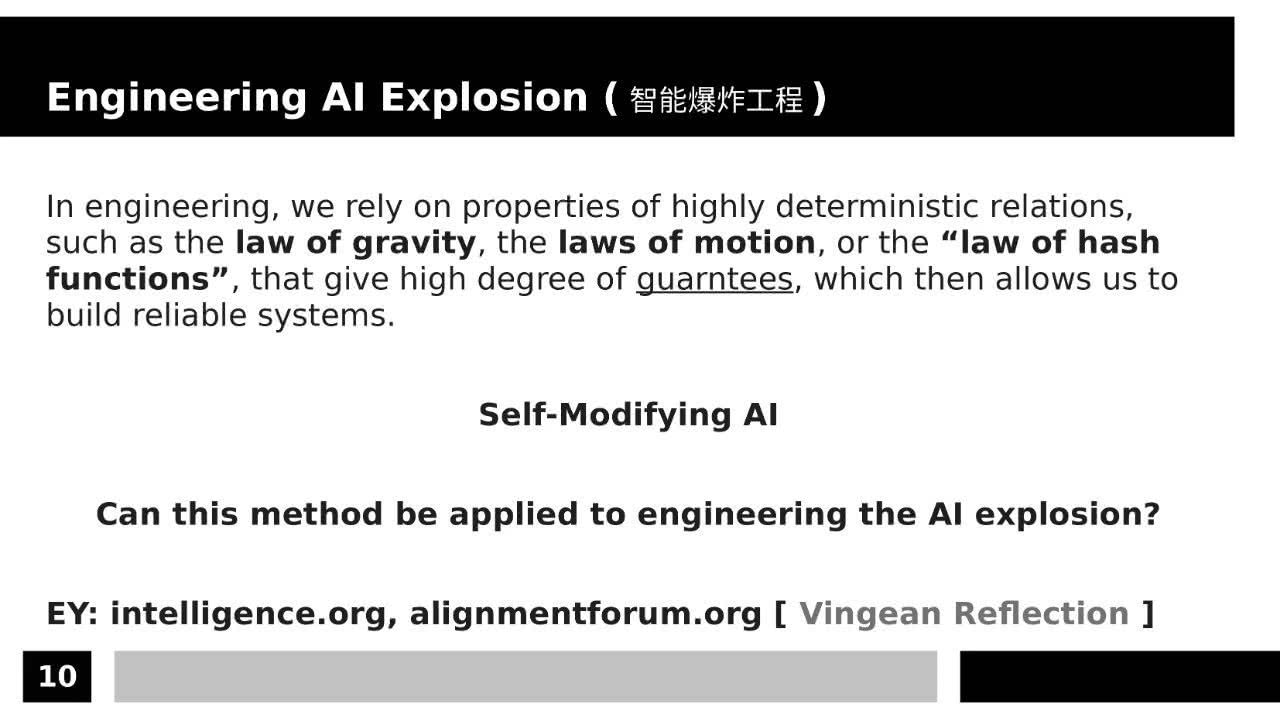 Engineering AI Explosion ( 智能爆炸工程 )
In engineering, we rely on properties of highly deterministic relations,
such as the law of gravity, the laws of motion, or the “law of hash
functions”, that give high degree of guarntees, which then allows us to
build reliable systems.
Self-Modifying AI
Can this method be applied to engineering the AI explosion?
EY: intelligence.org, alignmentforum.org [ Vingean Reflection ]
10